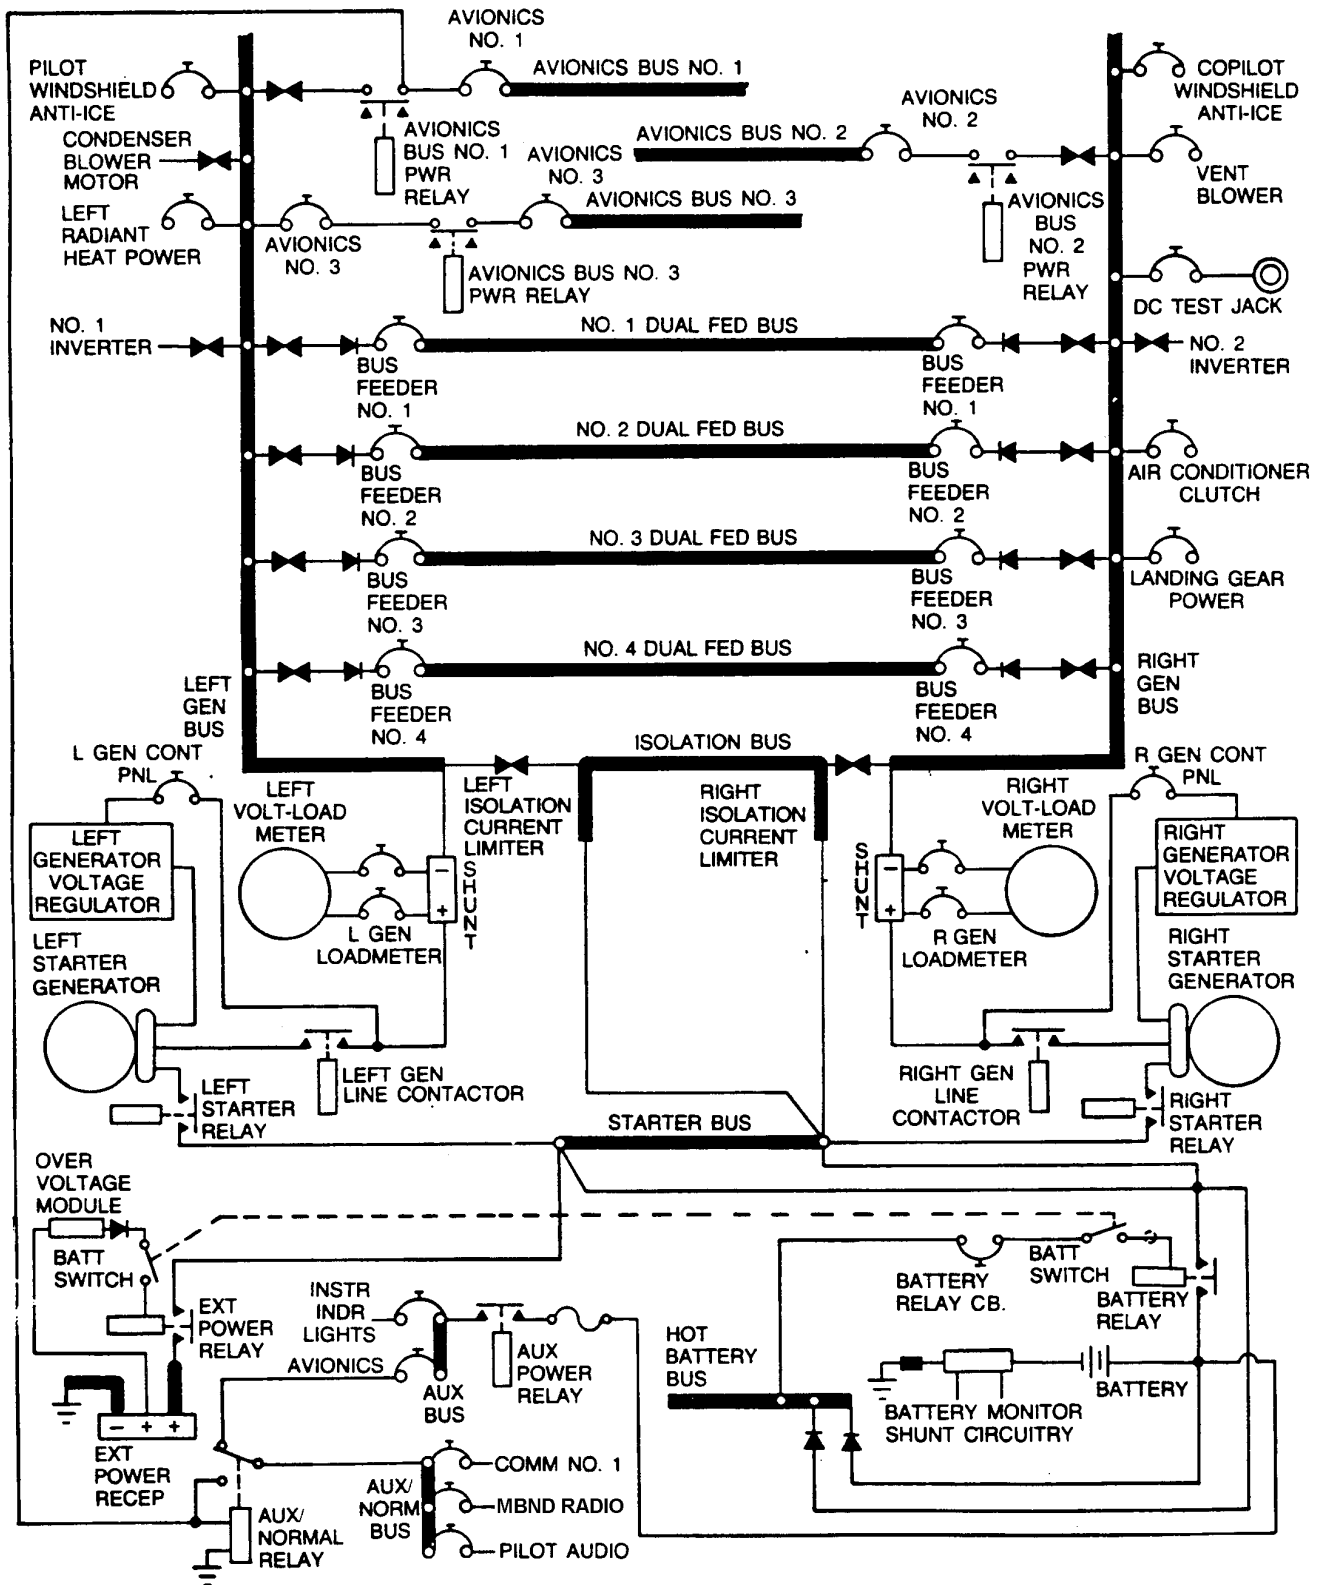 AVIONICS
NO. 1
PILOT
WINDSHIELD
ANTI-ICE
AVIONICS BUS NO. 1
COPILOT
WINDSHIELD
ANTI-ICE
AVIONICS
NO. 2
CONDENSER
BLOWER
MOTOR
AVIONICS
BUS NO. 1
PWR
RELAY
AVIONICS BUS NO. 2
AVIONICS
NO. 3
VENT
BLOWER
LEFT
RADIANT
HEAT POWER
AVIONICS
NO. 3
AVIONICS BUS NO. 3
AVIONICS
BUS
NO. 2
PWR
RELAY
AVIONICS BUS NO. 3
PWR RELAY
DC TEST JACK
NO. 1
INVERTER
NO. 1 DUAL FED BUS
NO. 2
INVERTER
BUS
FEEDER
NO. 1
BUS
FEEDER
NO. 1
NO. 2 DUAL FED BUS
BUS
FEEDER
NO. 2
BUS
FEEDER
NO. 2
AIR CONDITIONER
CLUTCH
NO. 3 DUAL FED BUS
BUS
FEEDER
NO. 3
BUS
FEEDER
NO. 3
LANDING GEAR
POWER
NO. 4 DUAL FED BUS
LEFT
GEN
BUS
BUS
FEEDER
NO. 4
BUS
FEEDER
NO. 4
RIGHT
GEN
BUS
L GEN CONT
PNL
ISOLATION BUS
R GEN CONT
PNL
LEFT
VOLT-LOAD
METER
LEFT
ISOLATION
CURRENT
LIMITER
RIGHT
ISOLATION
CURRENT
LIMITER
RIGHT
VOLT-LOAD
METER
LEFT
GENERATOR
VOLTAGE
REGULATOR
−
+
SHUNT
L GEN
LOADMETER
SHUNT
−
+
R GEN
LOADMETER
RIGHT
GENERATOR
VOLTAGE
REGULATOR
LEFT
STARTER
GENERATOR
RIGHT
STARTER
GENERATOR
LEFT GEN
LINE CONTACTOR
RIGHT GEN
LINE
CONTACTOR
LEFT
STARTER
RELAY
STARTER BUS
RIGHT
STARTER
RELAY
OVER
VOLTAGE
MODULE
BATT
SWITCH
BATT
SWITCH
EXT
POWER
RELAY
INSTR
INDR
LIGHTS
BATTERY
RELAY CB.
BATTERY
RELAY
AVIONICS
AUX
BUS
AUX
POWER
RELAY
HOT
BATTERY
BUS
BATTERY
BATTERY MONITOR
SHUNT CIRCUITRY
− + +
EXT
POWER
RECEP
AUX/
NORM
BUS
COMM NO. 1
MBND RADIO
PILOT AUDIO
AUX/
NORMAL
RELAY